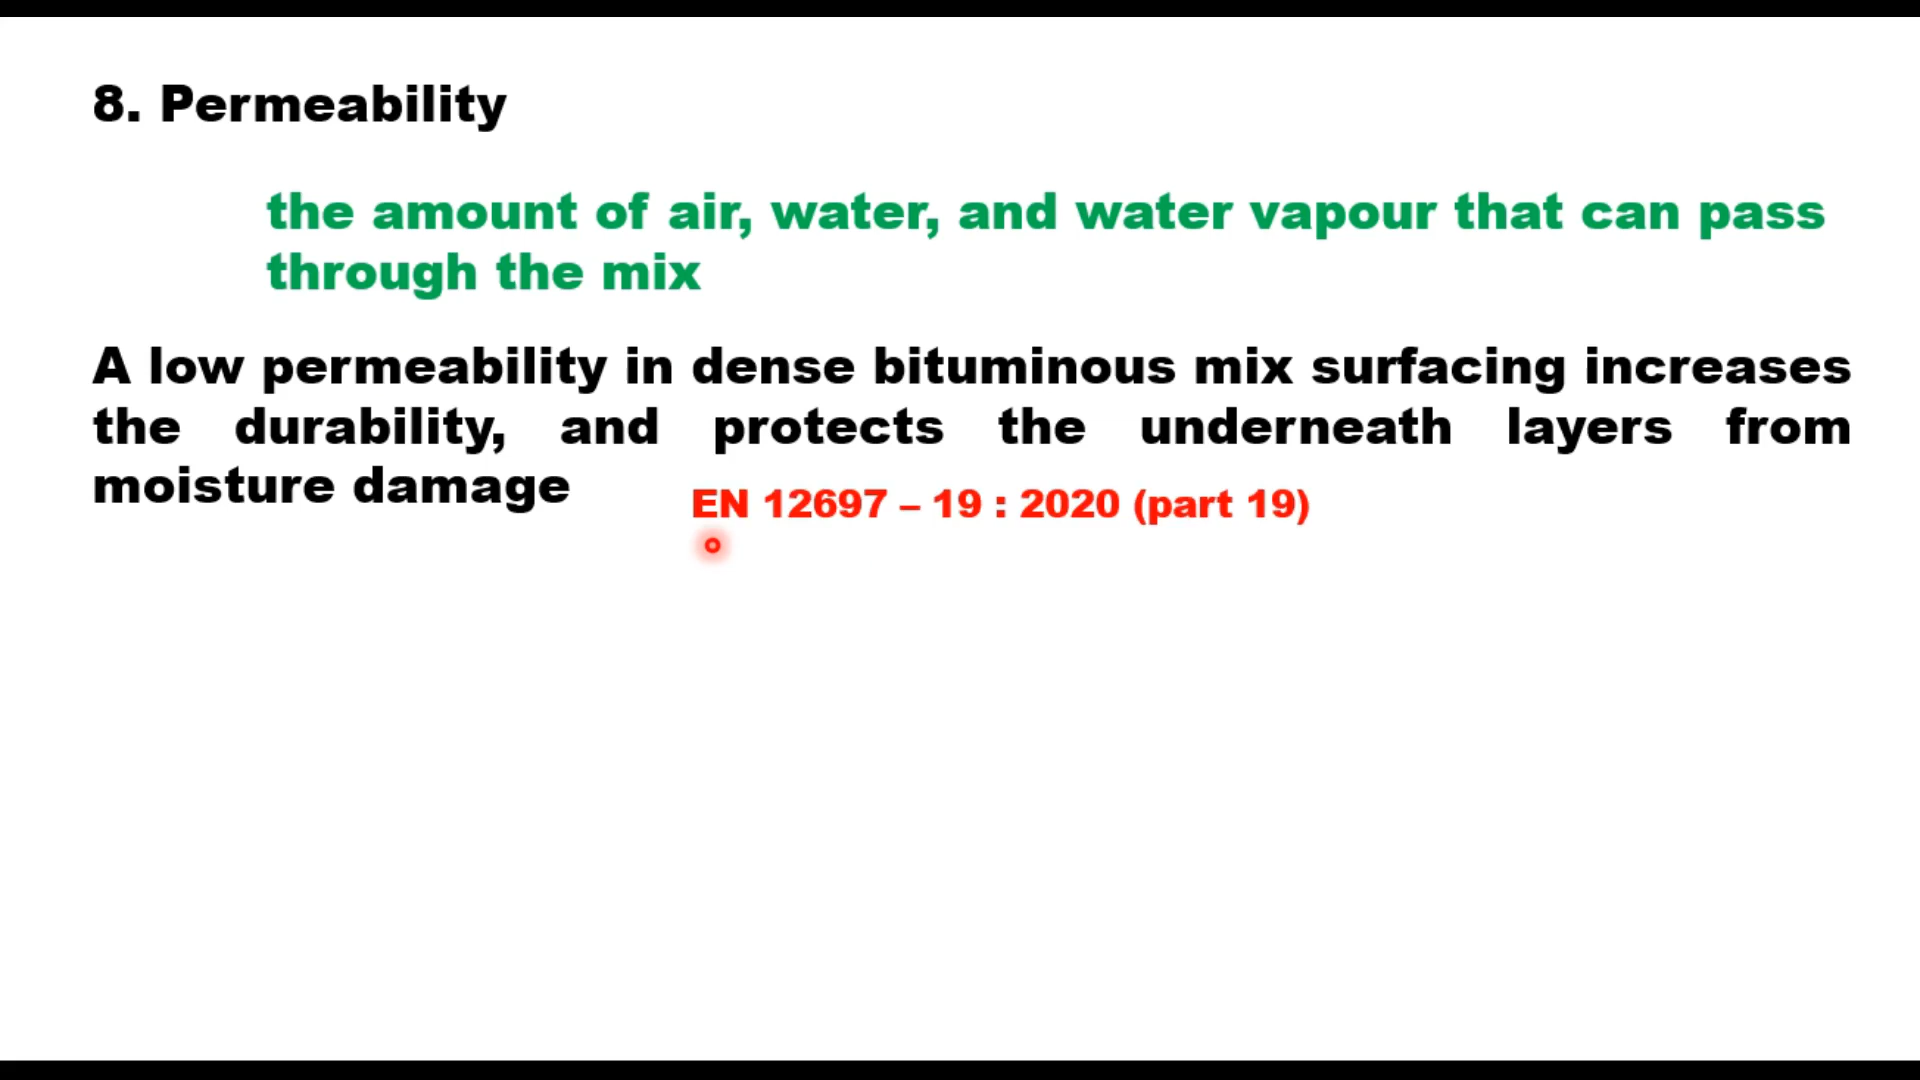 8. Permeability
the amount of air, water, and water vapour that can pass
through the mix
A low permeability in dense bituminous mix surfacing increases
the durability, and protects the underneath layers from
moisture damage
EN 12697 – 19 : 2020 (part 19)